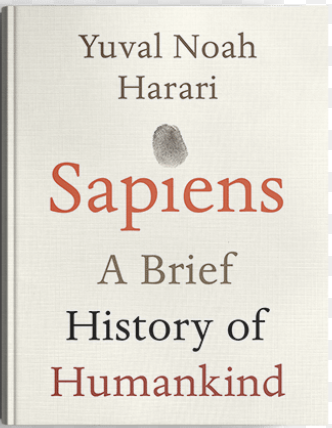 Yuval Noah
Harari
Sapiens
A Brief
History of
Humankind